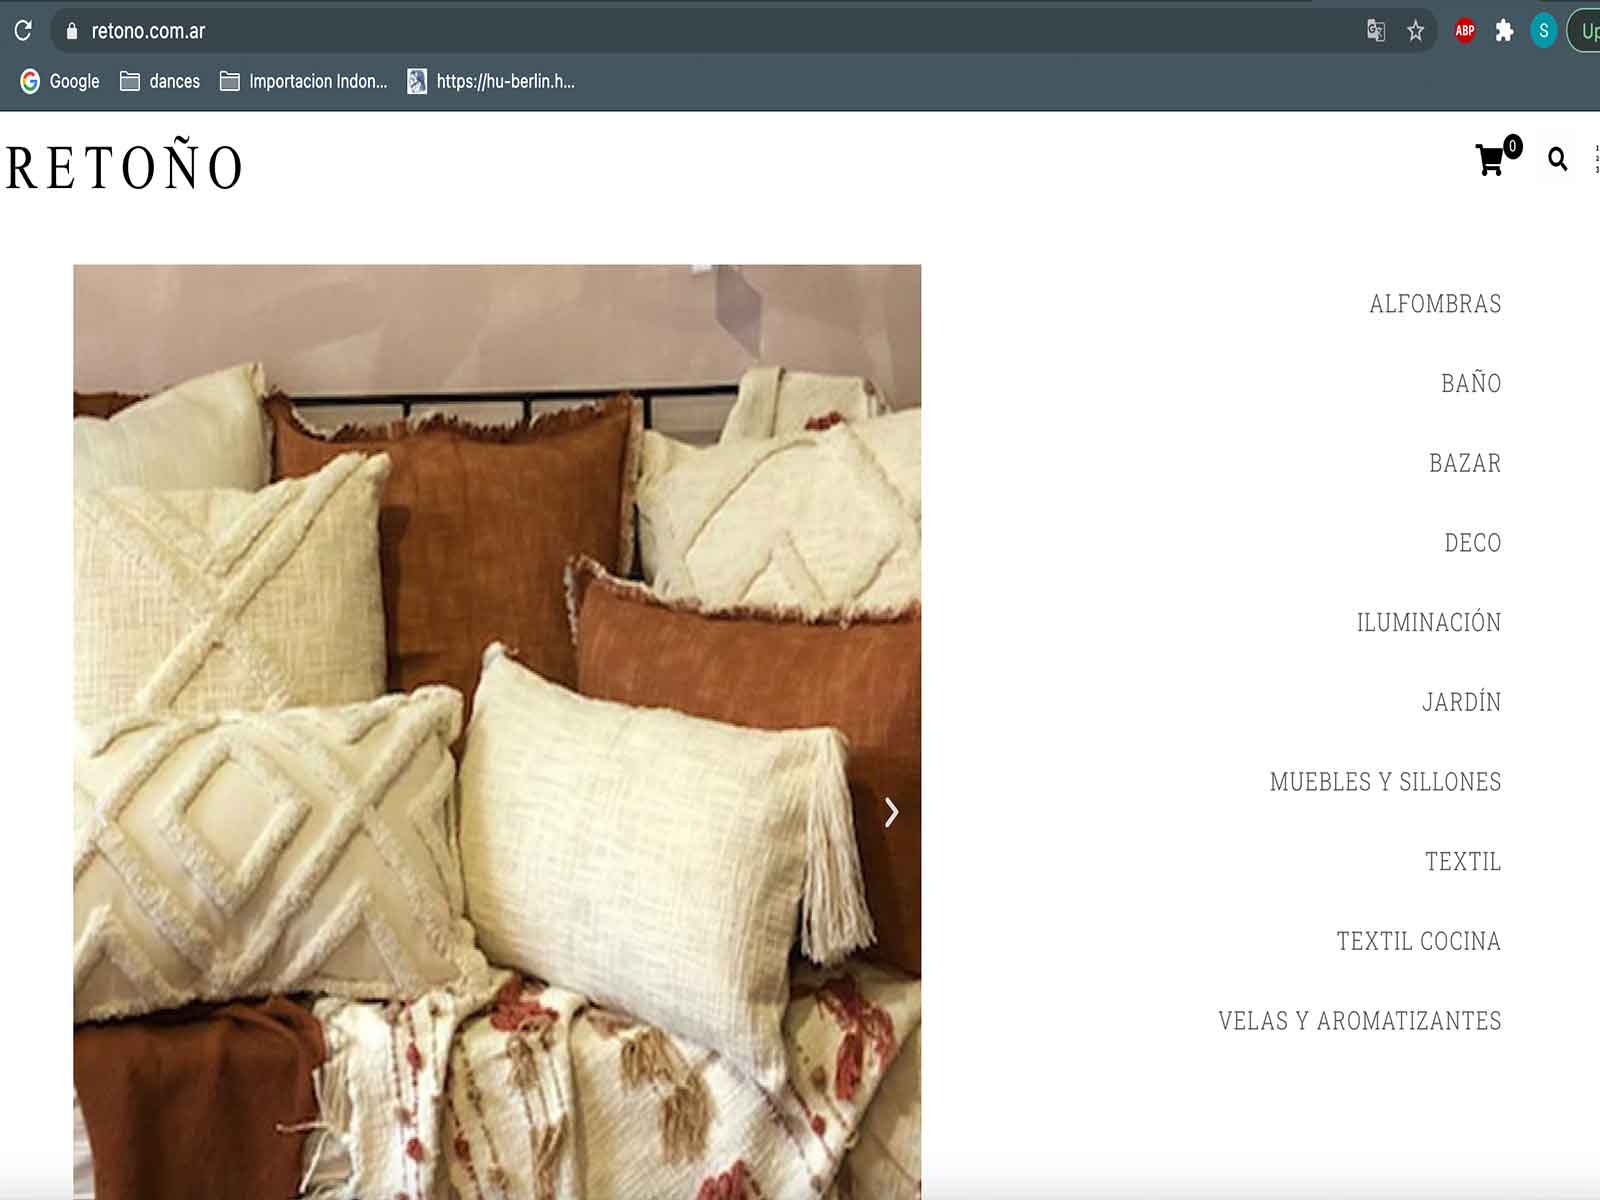 retono.com.ar
ABP
S
Up
Google
dances
Importacion Indon...
https://hu-berlin.h...
RETOÑO
0
ALFOMBRAS
BAÑO
BAZAR
DECO
ILUMINACIÓN
JARDÍN
MUEBLES Y SILLONES
TEXTIL
TEXTIL COCINA
VELAS Y AROMATIZANTES